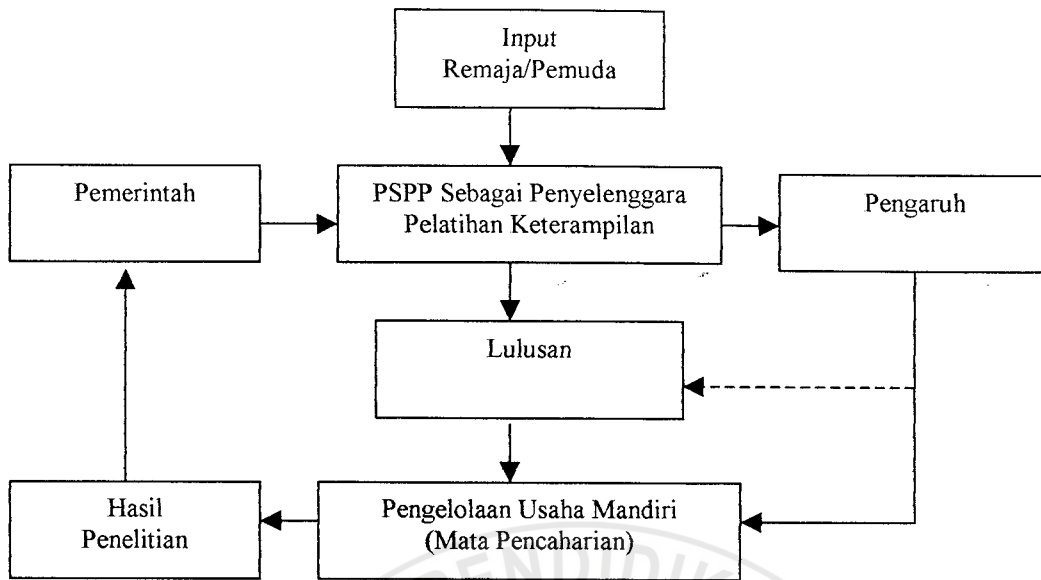 Input
Remaja/Pemuda
Pemerintah
PSPP Sebagai Penyelenggara
Pelatihan Keterampilan
Pengaruh
Lulusan
Hasil
Penelitian
Pengelolaan Usaha Mandiri
(Mata Pencaharian)